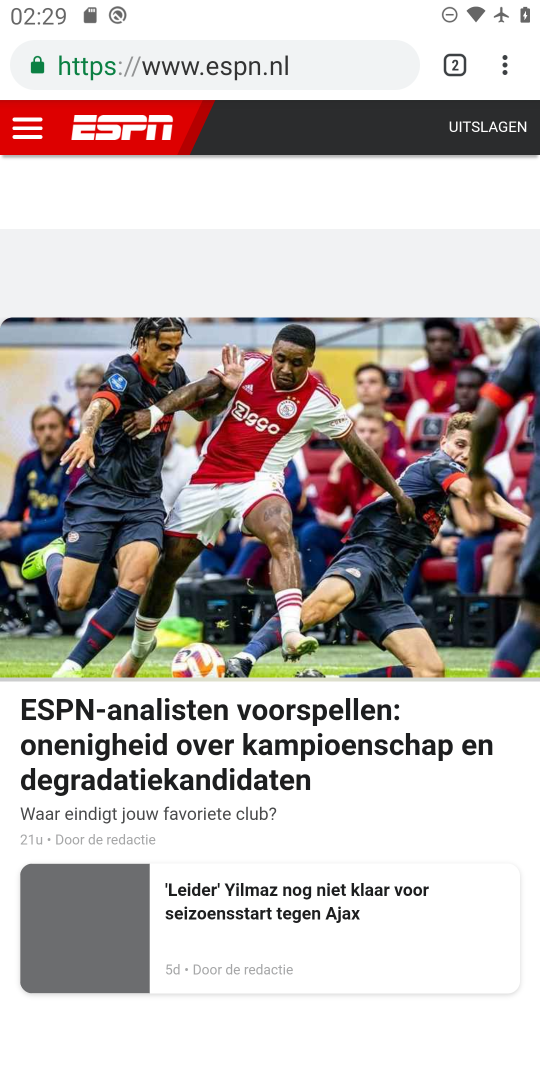 02:29
https://www.espn.nl
2
ESPN
UITSLAGEN
Ziggo
ESPN-analisten voorspellen:
onenigheid over kampioenschap en
degradatiekandidaten
Waar eindigt jouw favoriete club?
21u • Door de redactie
'Leider' Yilmaz nog niet klaar voor
seizoensstart tegen Ajax
5d • Door de redactie